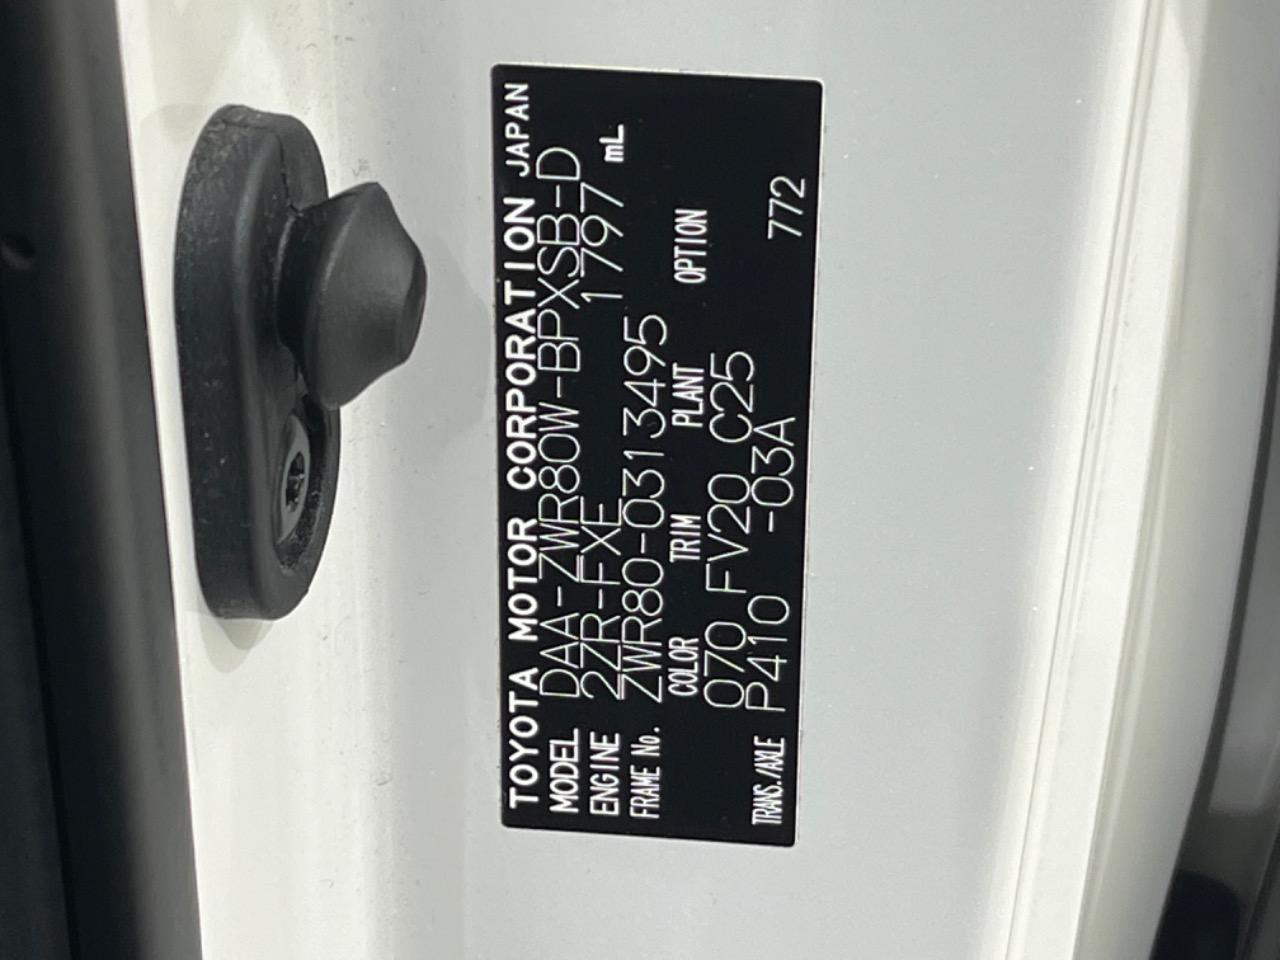 TOYOTA MOTOR CORPORATION JAPAN
MODEL DAA-ZWR80W-BPXSB-D
ENGINE 2ZR-FXE 1797 mL
FRAME No. ZWR80-0313495
COLOR TRIM PLANT OPTION
070 FV20 C25
TRANS./AXLE P410 -03A 772